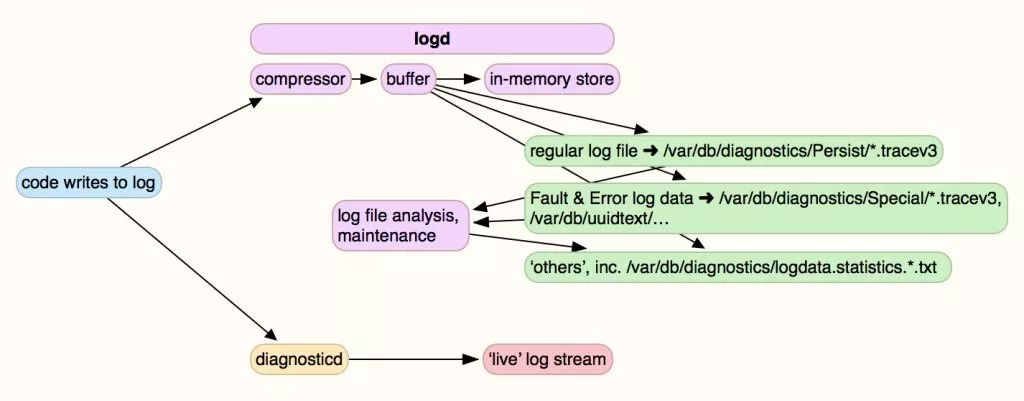 logd
compressor
buffer
in-memory store
regular log file ➜ /var/db/diagnostics/Persist/*.tracev3
code writes to log
Fault & Error log data ➜ /var/db/diagnostics/Special/*.tracev3,
/var/db/uuidtext/…
log file analysis,
maintenance
‘others’, inc. /var/db/diagnostics/logdata.statistics.*.txt
diagnosticd
‘live’ log stream